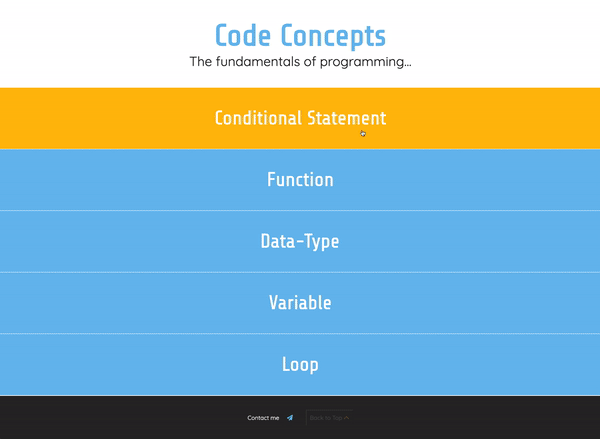 Code Concepts
The fundamentals of programming...
Conditional Statement
Function
Data-Type
Variable
Loop
Contact me
Back to Top